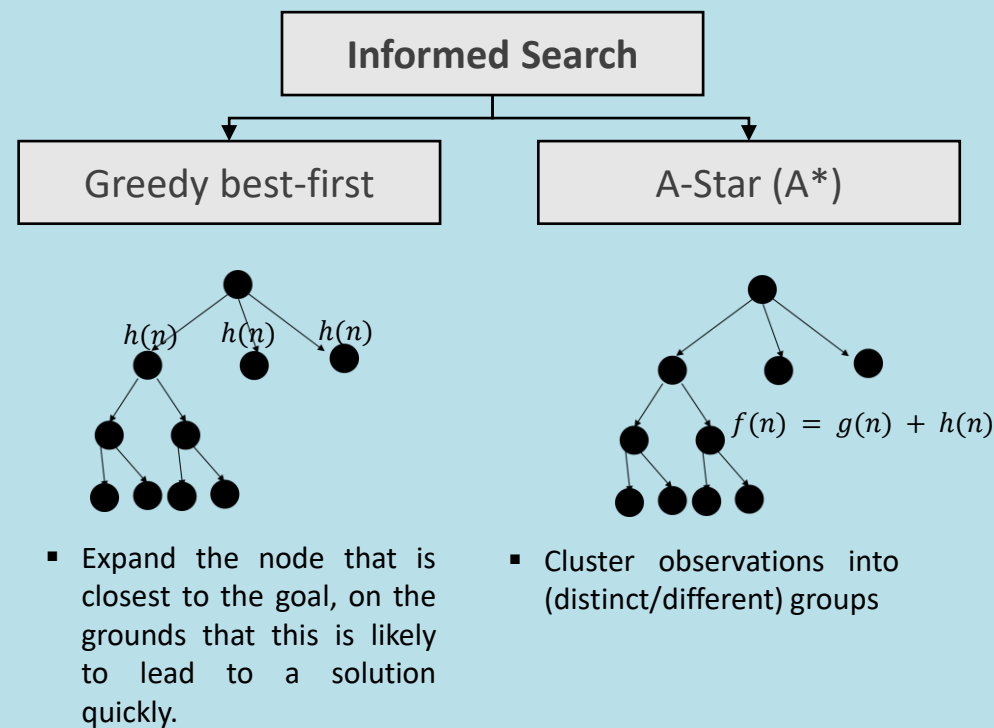 Informed Search
Greedy best-first
A-Star (A*)
h(n) h(n) h(n)
f(n) = g(n) + h(n)
▪ Expand the node that is
closest to the goal, on the
grounds that this is likely
to lead to a solution
quickly.
▪ Cluster observations into
(distinct/different) groups